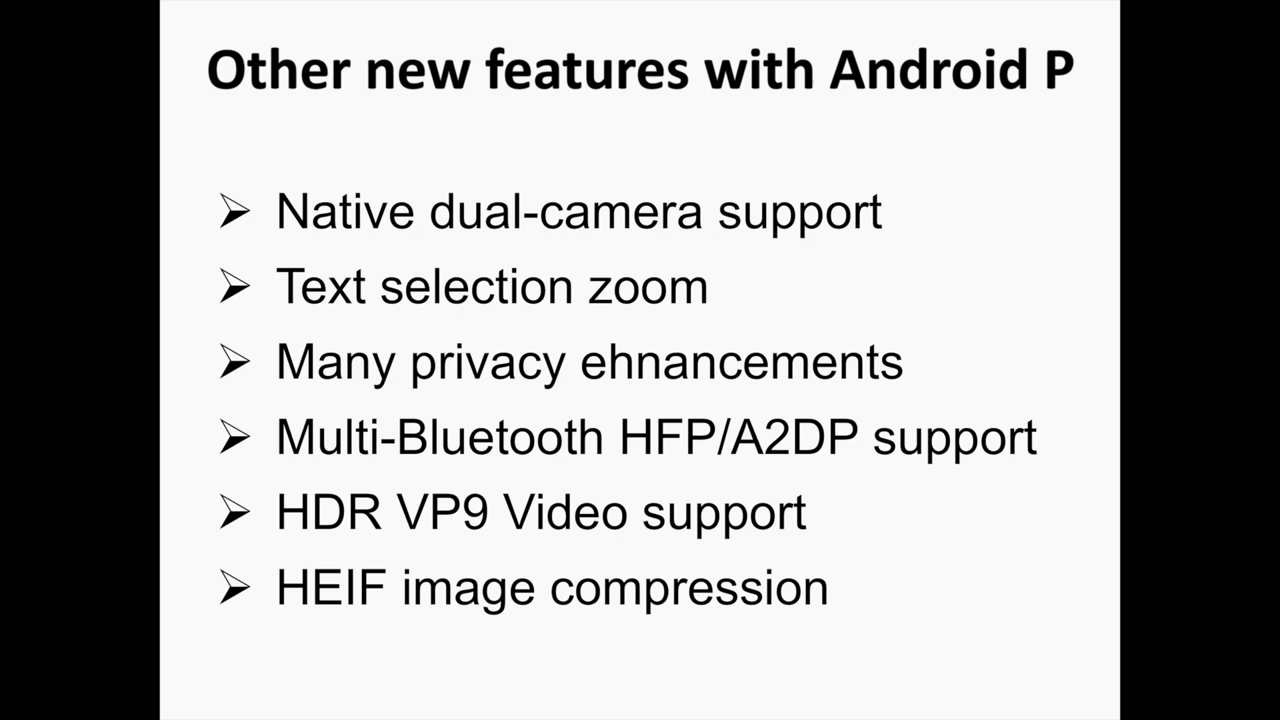 Other new features with Android P
➢ Native dual-camera support
➢ Text selection zoom
➢ Many privacy ehnancements
➢ Multi-Bluetooth HFP/A2DP support
➢ HDR VP9 Video support
➢ HEIF image compression